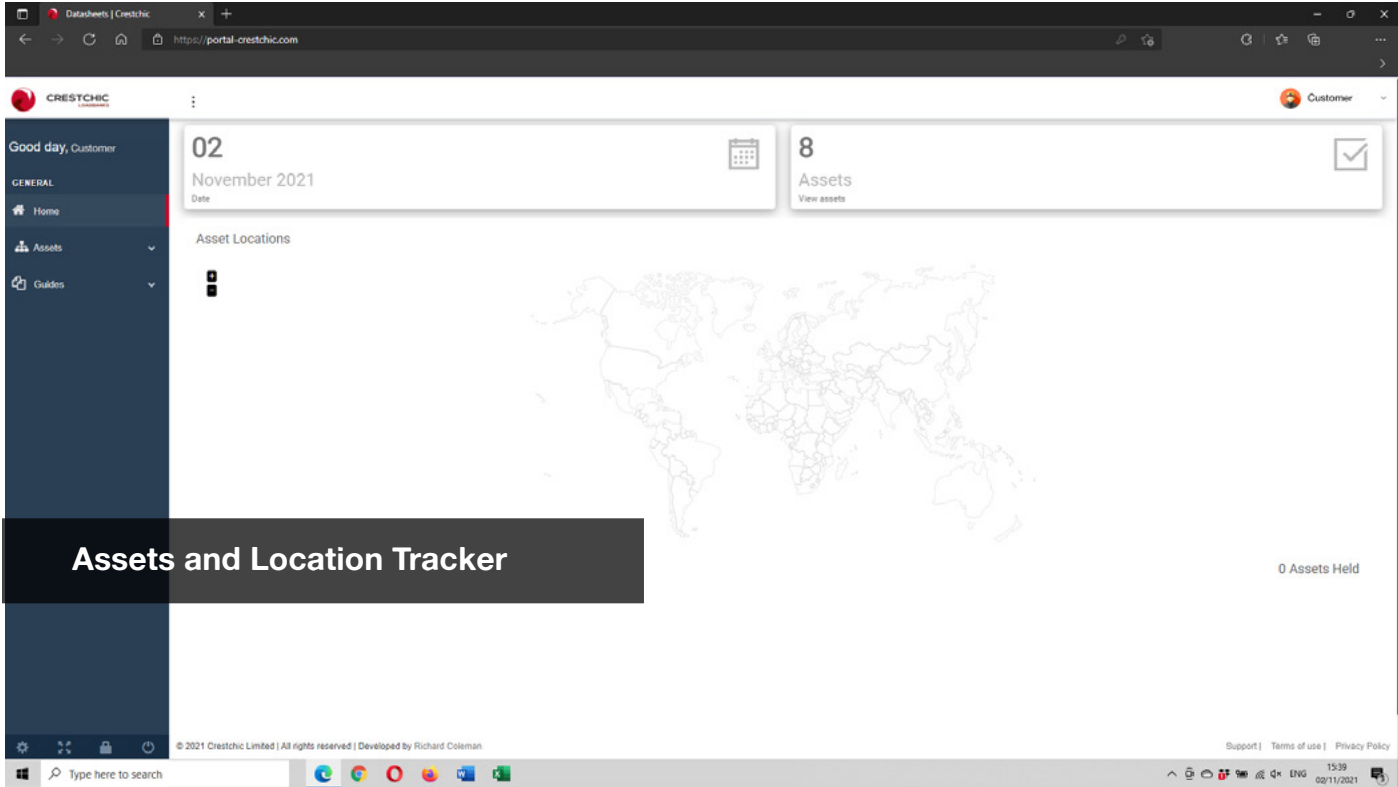 Datasheets | Crestchic
https://portal-crestchic.com
CRESTCHIC
LOADBANKS
Customer
Good day, Customer
GENERAL
Home
Assets
Guides
02
November 2021
Date
8
Assets
View assets
Asset Locations
+
-
Assets and Location Tracker
0 Assets Held
© 2021 Crestchic Limited | All rights reserved | Developed by Richard Coleman
Support | Terms of use | Privacy Policy
Type here to search
ENG
15:39
02/11/2021